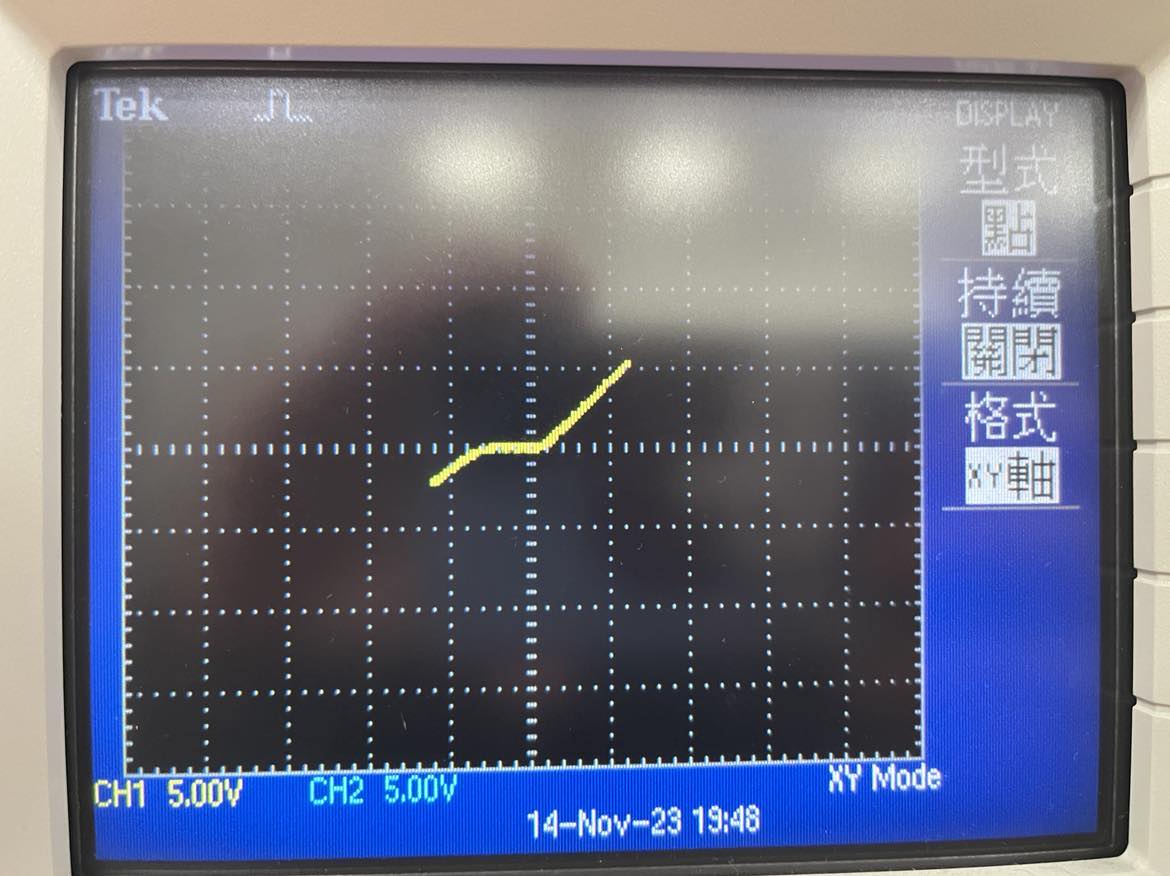 Tek
DISPLAY
型式
點
持續
關閉
格式
XY軸
CH1 5.00V
CH2 5.00V
XY Mode
14-Nov-23 19:48